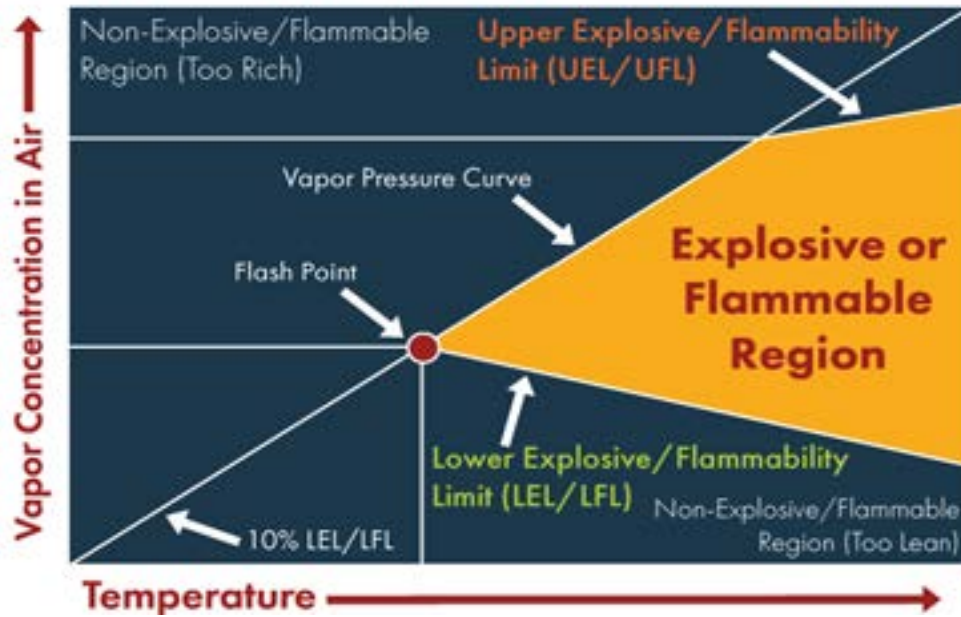 Non-Explosive/Flammable
Region (Too Rich)
Upper Explosive/Flammability
Limit (UEL/UFL)
Vapor Concentration in Air
Vapor Pressure Curve
Flash Point
Explosive or
Flammable
Region
Lower Explosive/Flammability
Limit (LEL/LFL)
10% LEL/LFL
Non-Explosive/Flammable
Region (Too Lean)
Temperature